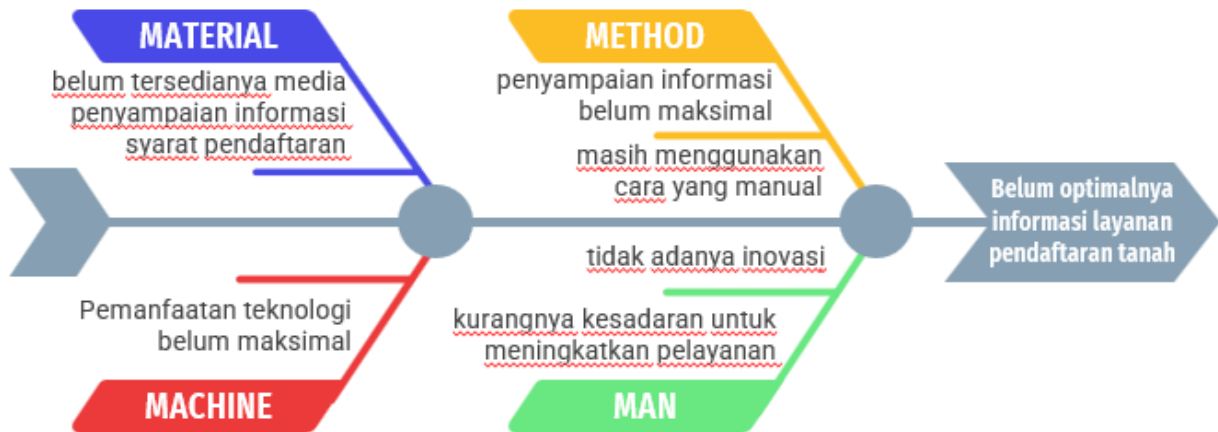 MATERIAL
belum tersedianya media
penyampaian informasi
syarat pendaftaran
METHOD
penyampaian informasi
belum maksimal
masih menggunakan
cara yang manual
Belum optimalnya
informasi layanan
pendaftaran tanah
Pemanfaatan teknologi
belum maksimal
MACHINE
tidak adanya inovasi
kurangnya kesadaran untuk
meningkatkan pelayanan
MAN